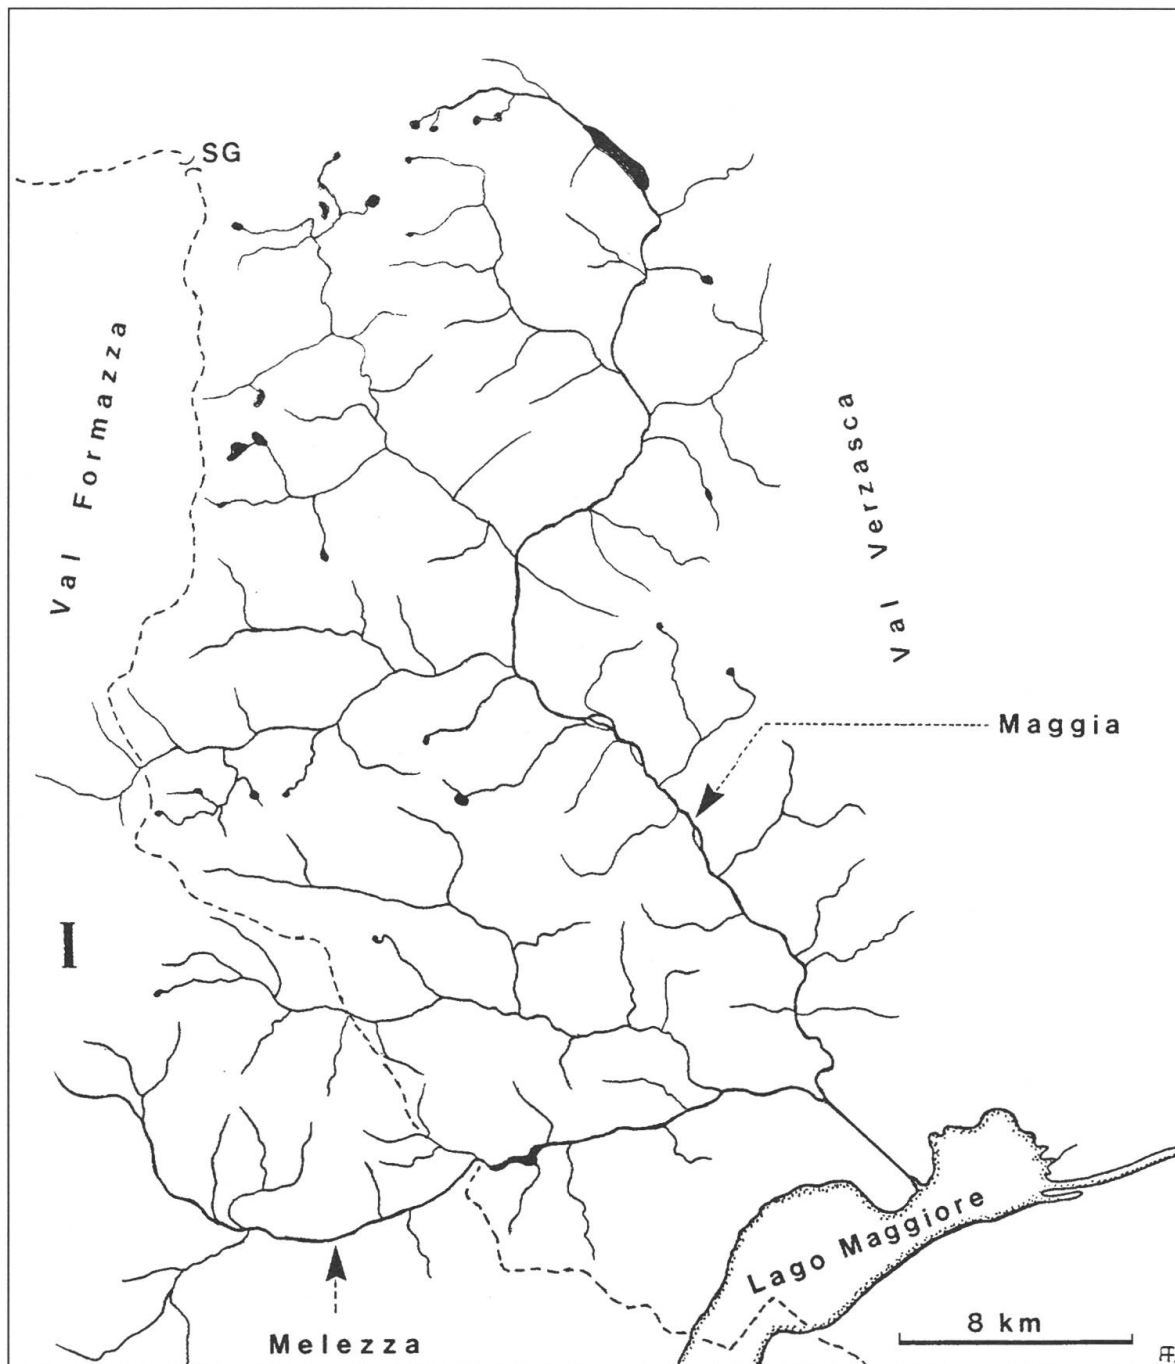 SG
Val Formazza
Val Verzasca
Maggia
I
Lago Maggiore
8 km
Melezza